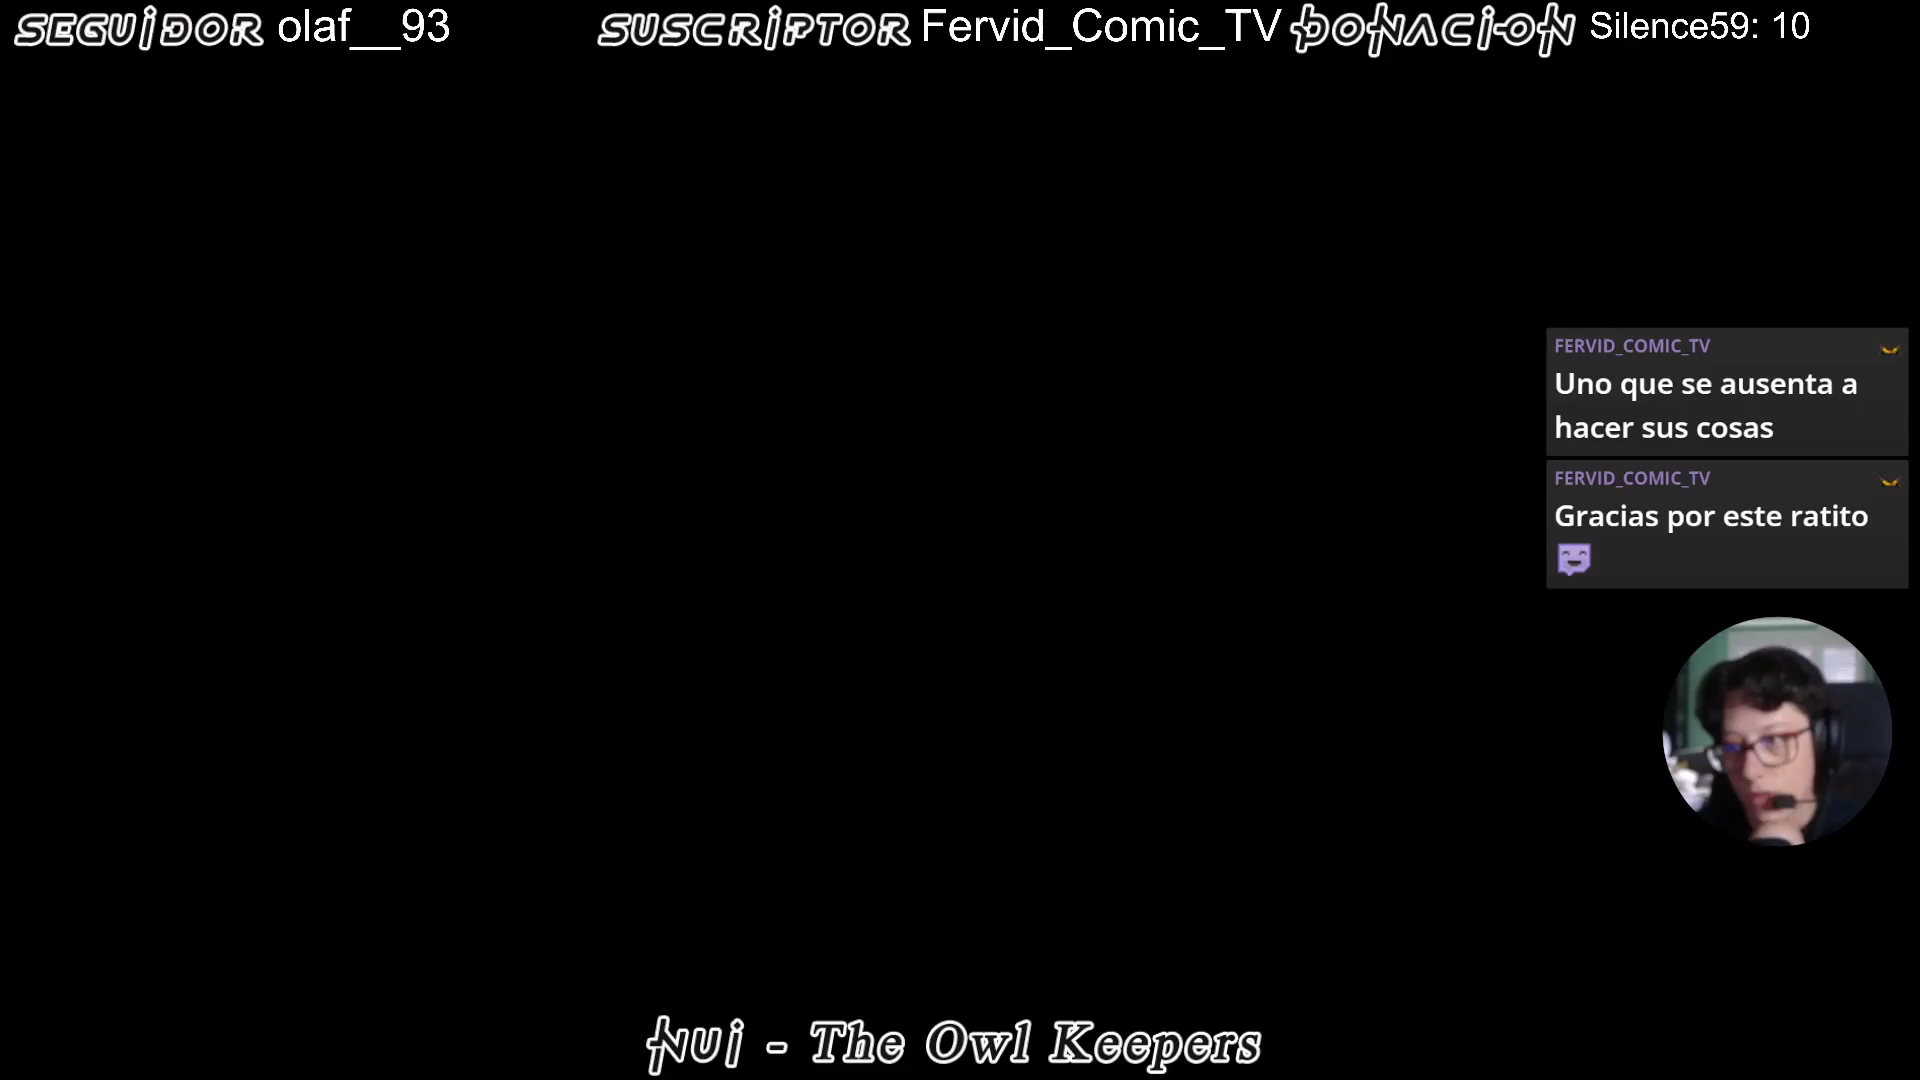 SEGUIDOR olaf__93 SUSCRIPTOR Fervid_Comic_TV DONACION Silence59: 10
FERVID_COMIC_TV
Uno que se ausenta a
hacer sus cosas
FERVID_COMIC_TV
Gracias por este ratito
NUI - The Owl Keepers